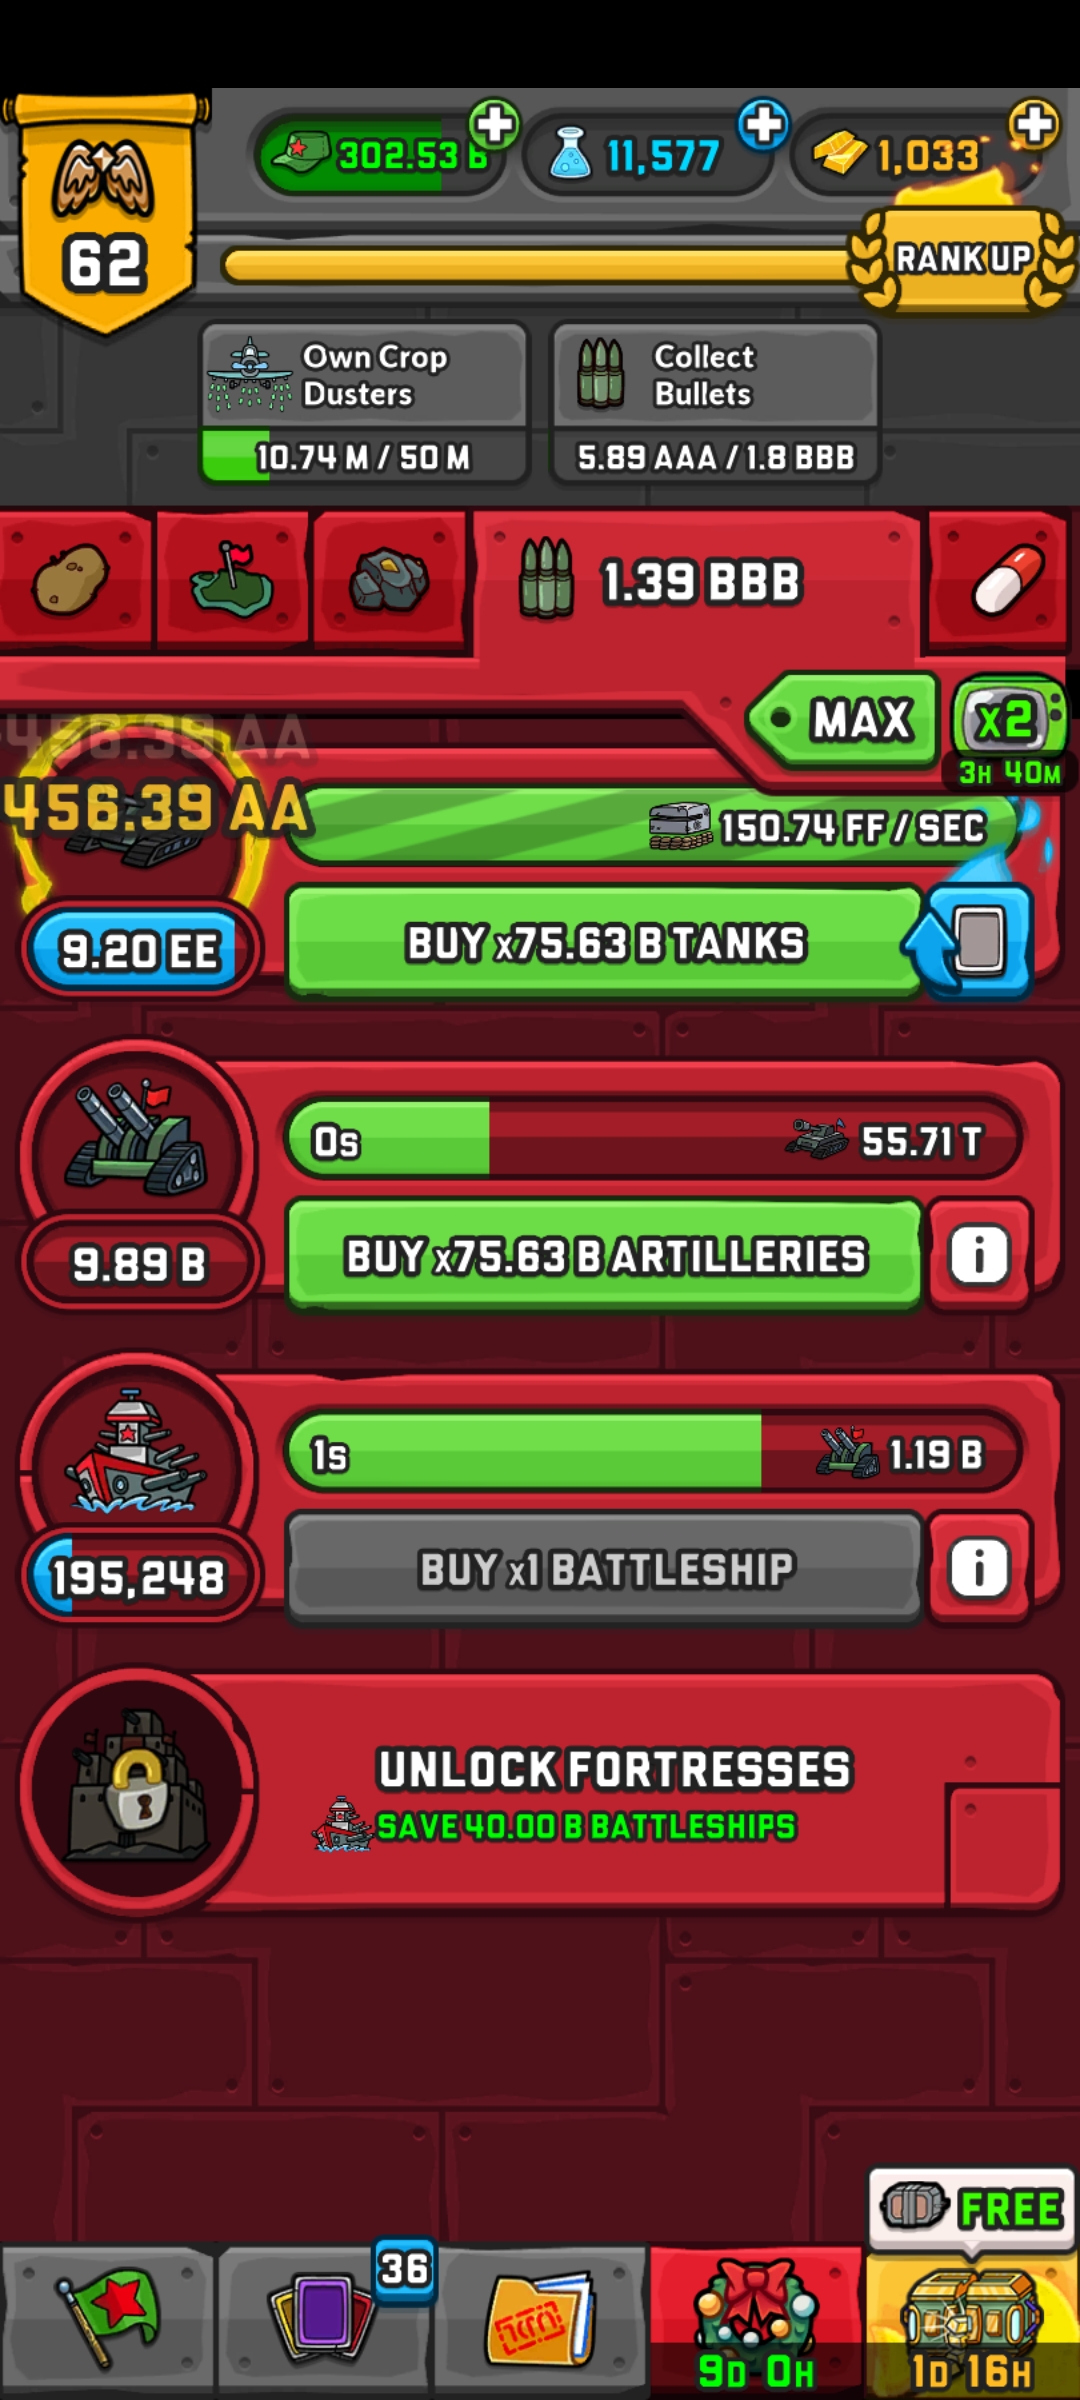 62
302.53 B
11,577
1,033
RANK UP
Own Crop
Dusters
10.74 M / 50 M
Collect
Bullets
5.89 AAA / 1.8 BBB
1.39 BBB
MAX
x2
3H 40M
456.39 AA
456.39 AA
150.74 FF / SEC
9.20 EE
BUY x75.63 B TANKS
0s
55.71 T
9.89 B
BUY x75.63 B ARTILLERIES
i
1s
1.19 B
195,248
BUY x1 BATTLESHIP
i
UNLOCK FORTRESSES
SAVE 40.00 B BATTLESHIPS
FREE
36
9D 0H
1D 16H